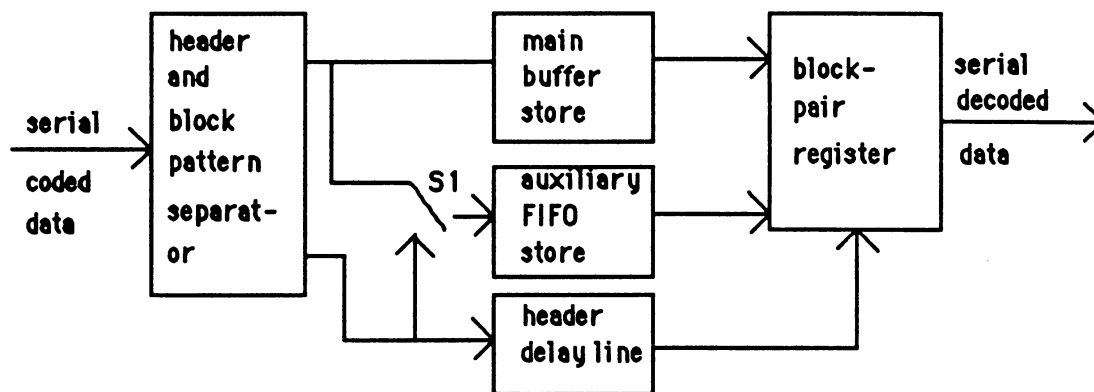 serial
coded
data
header
and
block
pattern
separat-
or
S1
main
buffer
store
auxiliary
FIFO
store
header
delay line
block-
pair
register
serial
decoded
data